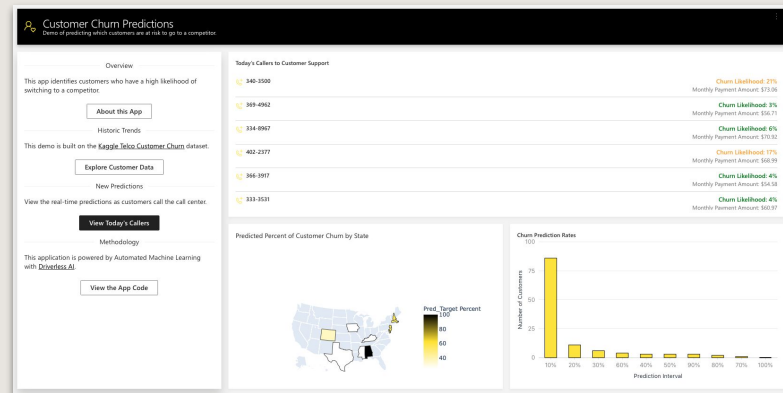 Customer Churn Predictions
Demo of predicting which customers are at risk to go to a competitor.
Overview
This app identifies customers who have a high likelihood of
switching to a competitor.
About this App
Historic Trends
This demo is built on the Kaggle Telco Customer Churn dataset.
Explore Customer Data
New Predictions
View the real-time predictions as customers call the call center.
View Today's Callers
Methodology
This application is powered by Automated Machine Learning
with Driverless AI.
View the App Code
Today's Callers to Customer Support
340-3500
Churn Likelihood: 21%
Monthly Payment Amount: $73.06
369-4962
Churn Likelihood: 3%
Monthly Payment Amount: $56.71
334-8967
Churn Likelihood: 6%
Monthly Payment Amount: $70.92
402-2377
Churn Likelihood: 17%
Monthly Payment Amount: $68.99
366-3917
Churn Likelihood: 4%
Monthly Payment Amount: $54.58
333-3531
Churn Likelihood: 4%
Monthly Payment Amount: $60.97
Predicted Percent of Customer Churn by State
Pred_Target Percent
100
80
60
40
Churn Prediction Rates
100
75
50
25
0
Number of Customers
10% 20% 30% 60% 40% 50% 90% 80% 70% 100%
Prediction Interval